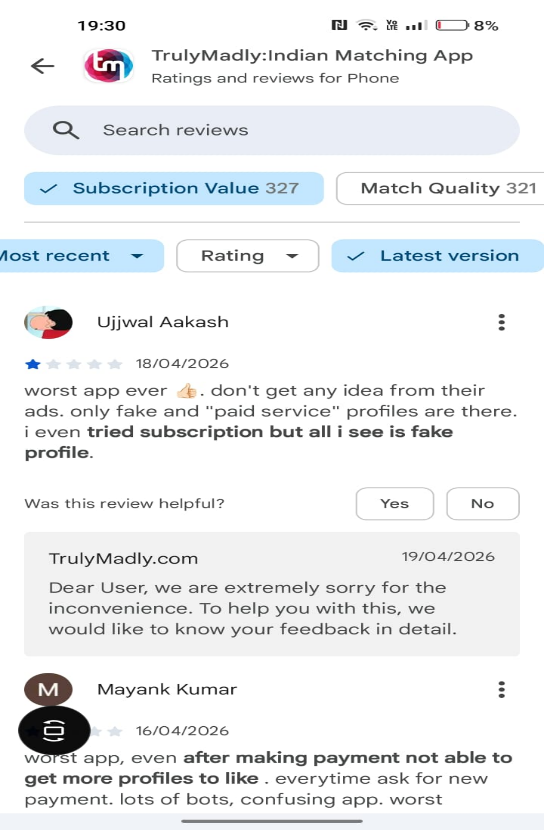 19:30 Vo LTE 8%
TrulyMadly:Indian Matching App
Ratings and reviews for Phone
tm
Search reviews
Subscription Value 327 Match Quality 321
Most recent Rating Latest version
Ujjwal Aakash
18/04/2026
worst app ever 👍🏻. don't get any idea from their
ads. only fake and "paid service" profiles are there.
i even tried subscription but all i see is fake
profile.
Was this review helpful? Yes No
TrulyMadly.com 19/04/2026
Dear User, we are extremely sorry for the
inconvenience. To help you with this, we
would like to know your feedback in detail.
M Mayank Kumar
16/04/2026
worst app, even after making payment not able to
get more profiles to like . everytime ask for new
payment. lots of bots, confusing app. worst